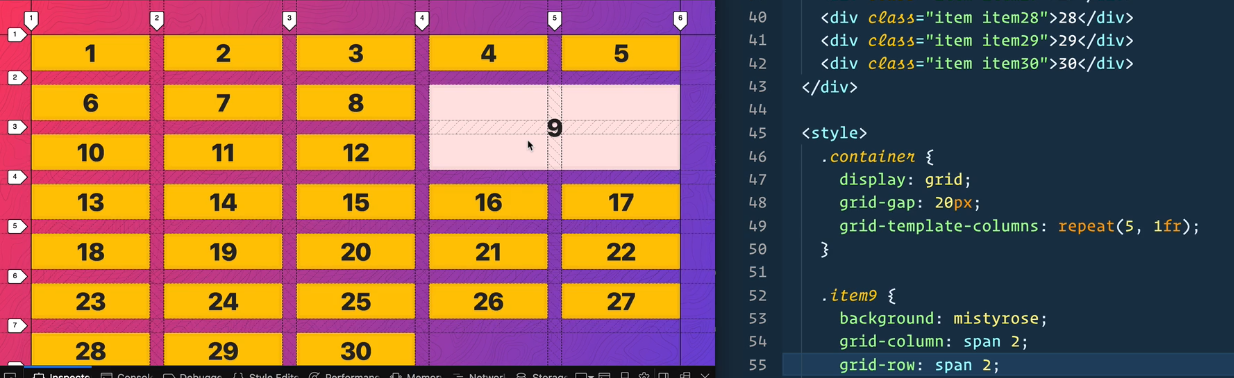 1 2 3 4 5 6
1
1 2 3 4 5
2
6 7 8
3
9
10 11 12
4
13 14 15 16 17
5
18 19 20 21 22
6
23 24 25 26 27
7
28 29 30
Inspector Console Debugger Style Edit Performan Memor Networ Storag
40 <div class="item item28">28</div>
41 <div class="item item29">29</div>
42 <div class="item item30">30</div>
43 </div>
44
45 <style>
46 .container {
47 display: grid;
48 grid-gap: 20px;
49 grid-template-columns: repeat(5, 1fr);
50 }
51
52 .item9 {
53 background: mistyrose;
54 grid-column: span 2;
55 grid-row: span 2;